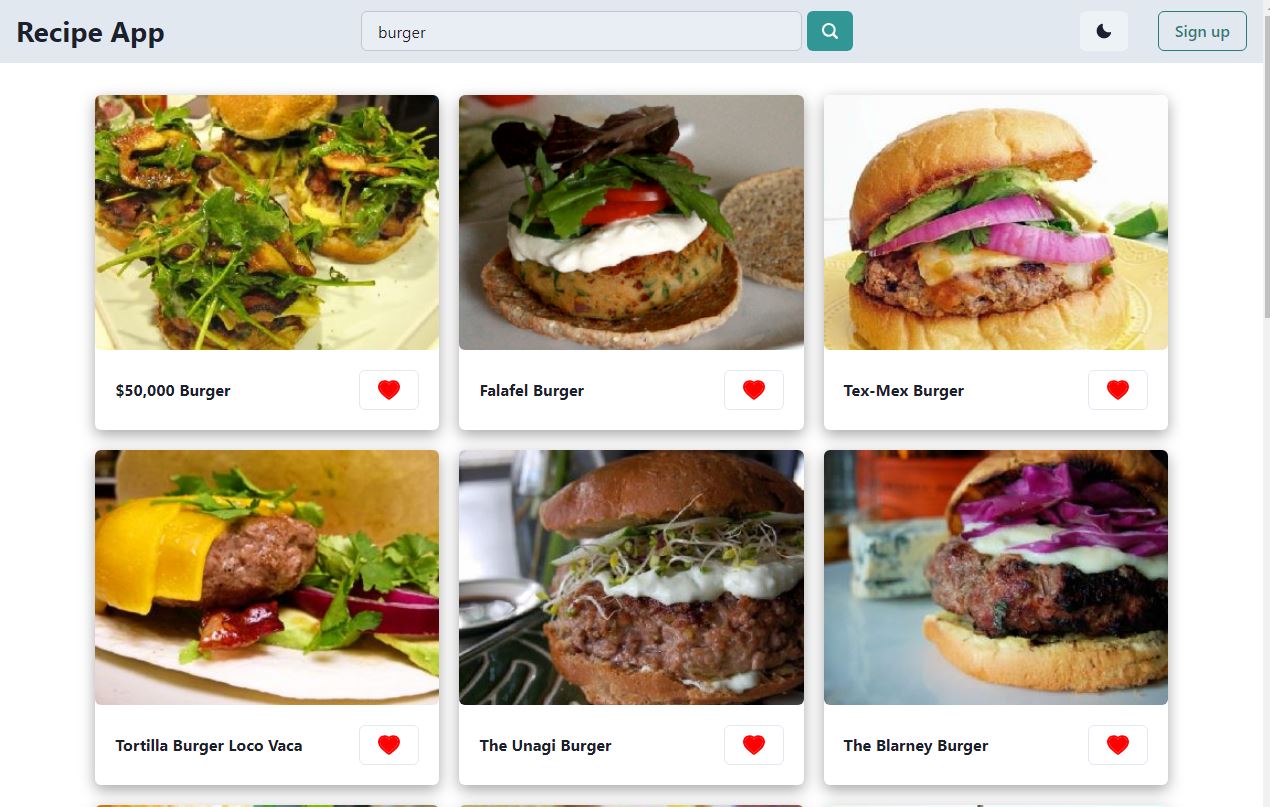 Recipe App
burger
Sign up
$50,000 Burger
Falafel Burger
Tex-Mex Burger
Tortilla Burger Loco Vaca
The Unagi Burger
The Blarney Burger